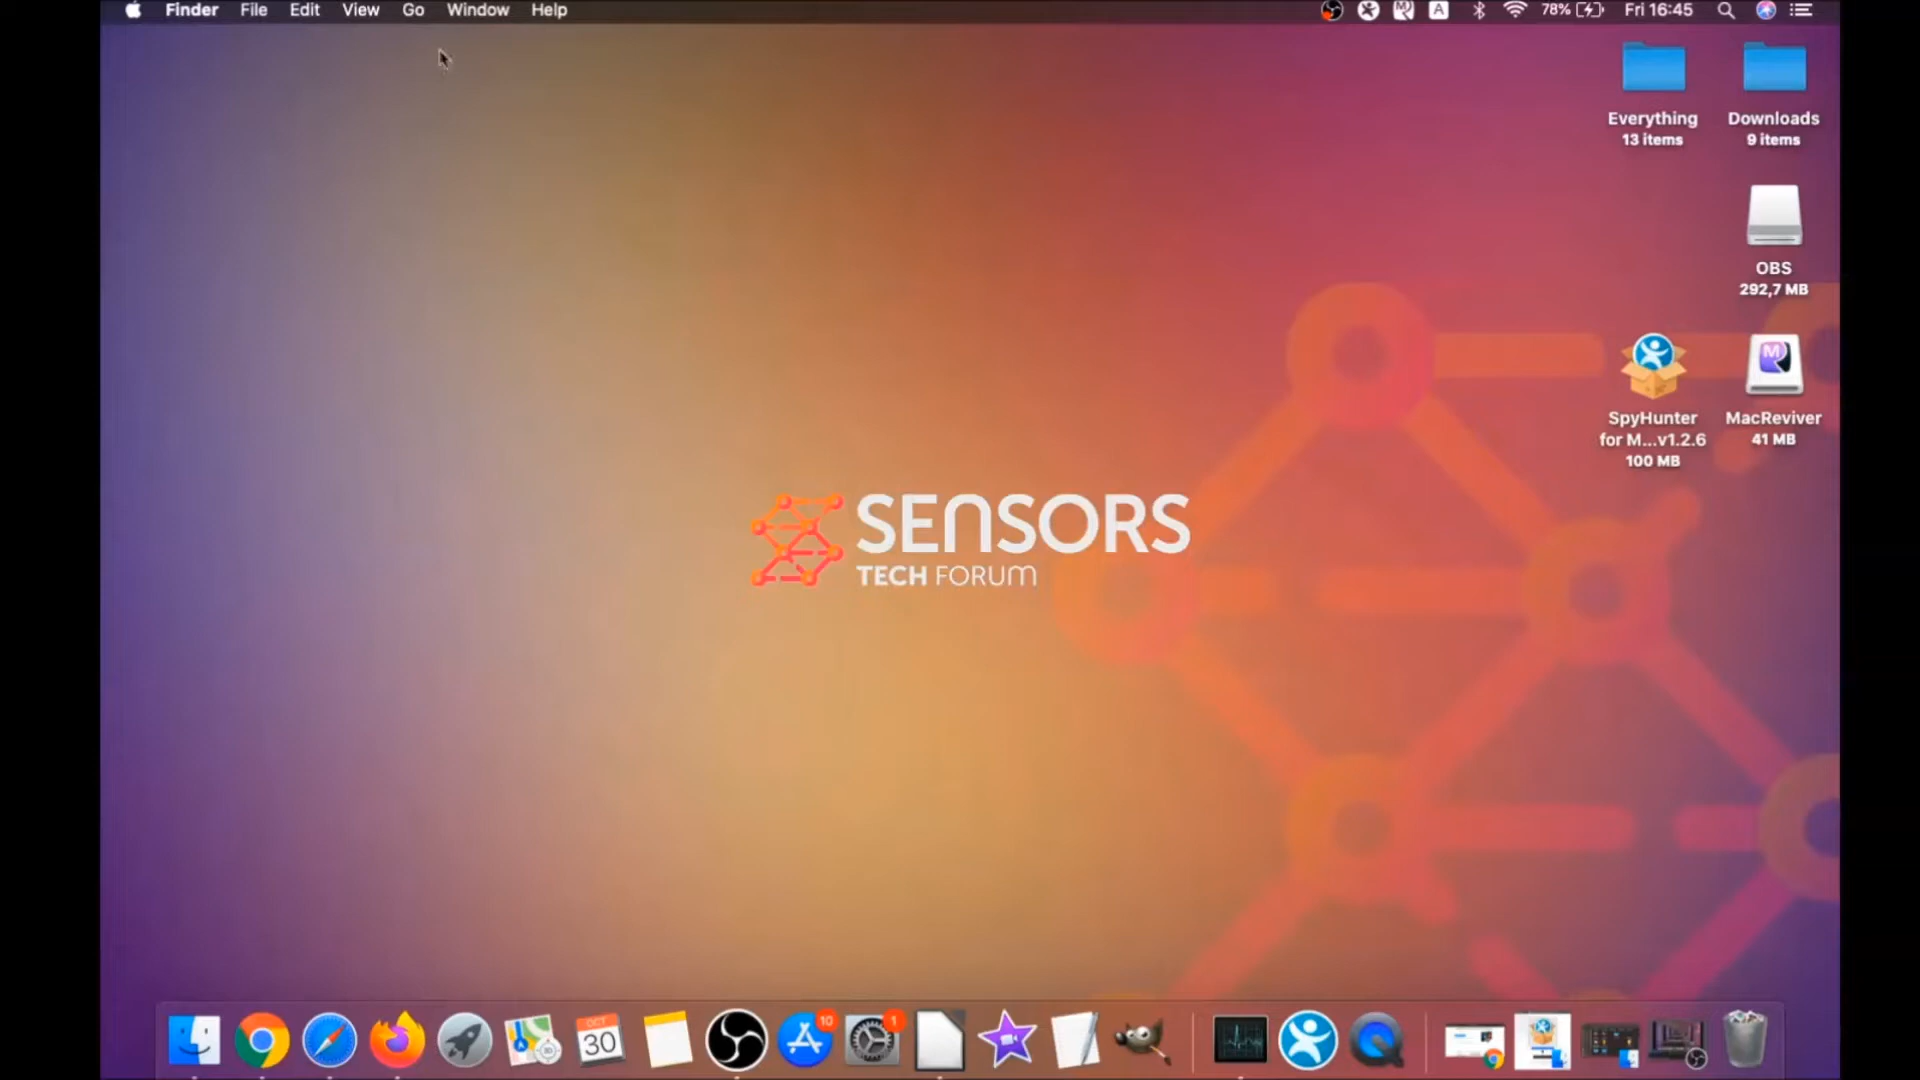 Finder File Edit View Go Window Help A 78% Fri 16:45
Everything
13 items
Downloads
9 items
OBS
292,7 MB
SpyHunter
for M...v1.2.6
100 MB
MacReviver
41 MB
SENSORS
TECH FORUM
OCT
30
10
1